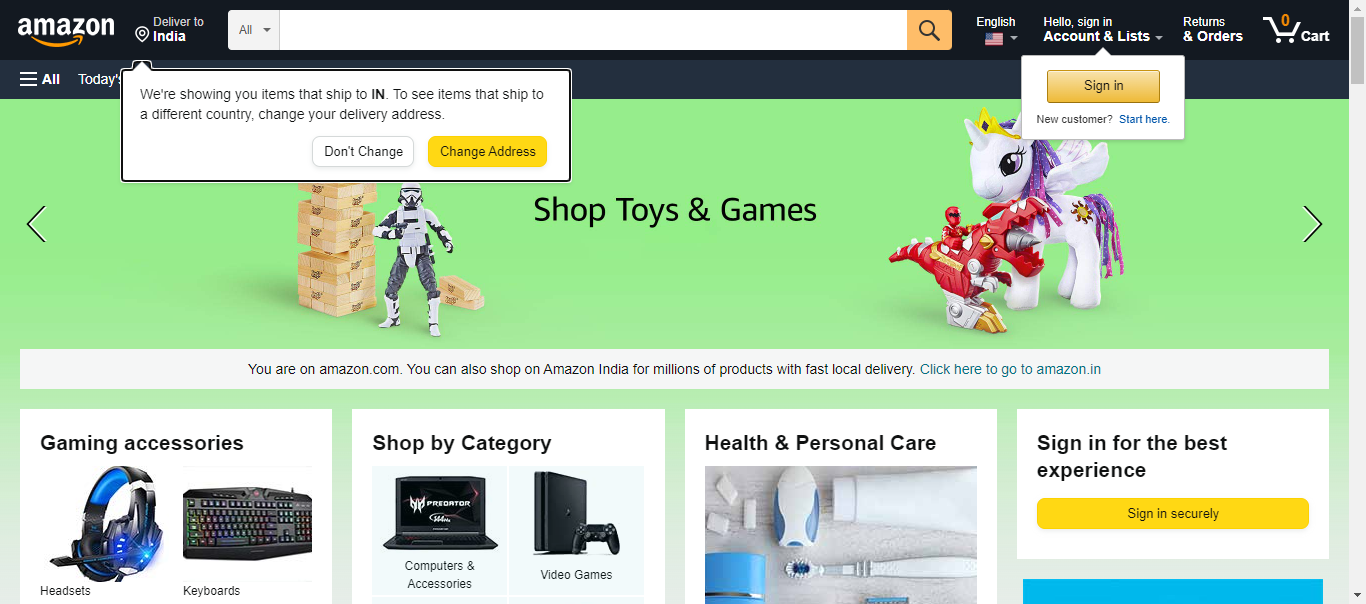 amazon
Deliver to
India
All
English
Hello, sign in
Account & Lists
Returns
& Orders
0
Cart
All
Today's
We're showing you items that ship to IN. To see items that ship to
a different country, change your delivery address.
Don't Change
Change Address
Sign in
New customer? Start here.
Shop Toys & Games
You are on amazon.com. You can also shop on Amazon India for millions of products with fast local delivery. Click here to go to amazon.in
Gaming accessories
Headsets
Keyboards
Shop by Category
PREDATOR
Computers &
Accessories
Video Games
Health & Personal Care
Sign in for the best
experience
Sign in securely